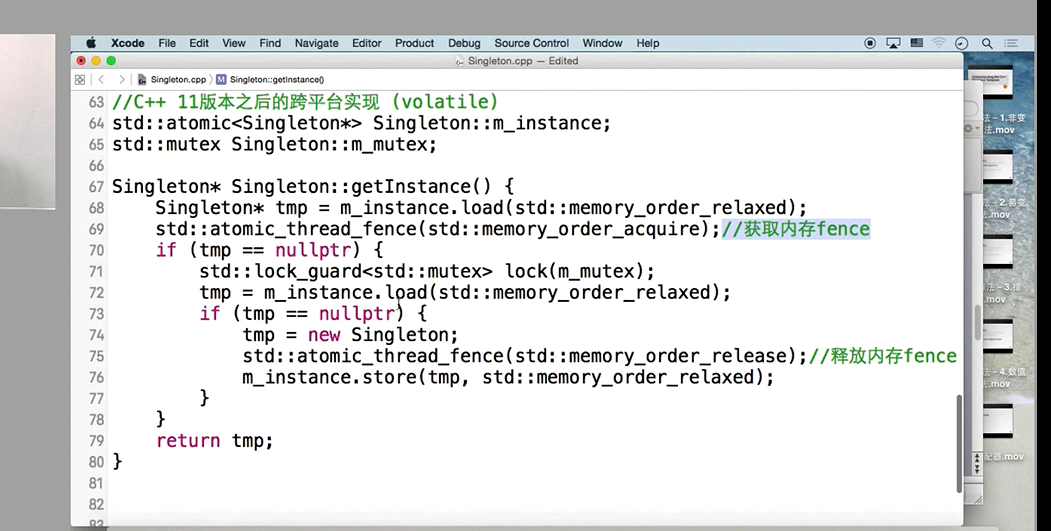 Xcode File Edit View Find Navigate Editor Product Debug Source Control Window Help
Singleton.cpp — Edited
Singleton.cpp M Singleton::getInstance()
63 //C++ 11版本之后的跨平台实现 (volatile)
64 std::atomic<Singleton*> Singleton::m_instance;
65 std::mutex Singleton::m_mutex;
66
67 Singleton* Singleton::getInstance() {
68 Singleton* tmp = m_instance.load(std::memory_order_relaxed);
69 std::atomic_thread_fence(std::memory_order_acquire);//获取内存fence
70 if (tmp == nullptr) {
71 std::lock_guard<std::mutex> lock(m_mutex);
72 tmp = m_instance.load(std::memory_order_relaxed);
73 if (tmp == nullptr) {
74 tmp = new Singleton;
75 std::atomic_thread_fence(std::memory_order_release);//释放内存fence
76 m_instance.store(tmp, std::memory_order_relaxed);
77 }
78 }
79 return tmp;
80 }
81
82
83
法 – 1.非变
法.mov
– 2.易变
.mov
法 – 3.排
.mov
– 4.数值
.mov
配器.mov